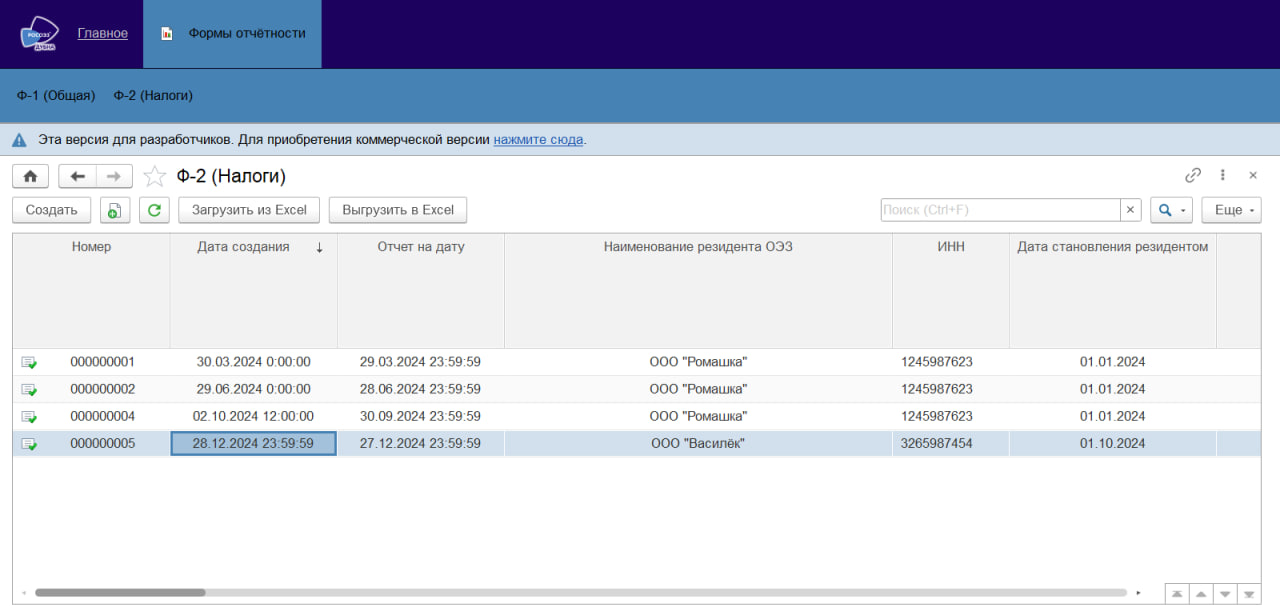 РОСОЭЗ
ДУБНА
Главное
Формы отчётности
Ф-1 (Общая) Ф-2 (Налоги)
Эта версия для разработчиков. Для приобретения коммерческой версии нажмите сюда.
Ф-2 (Налоги)
Создать Загрузить из Excel Выгрузить в Excel Поиск (Ctrl+F) × Еще
Номер Дата создания ↓ Отчет на дату Наименование резидента ОЭЗ ИНН Дата становления резидентом
000000001 30.03.2024 0:00:00 29.03.2024 23:59:59 ООО "Ромашка" 1245987623 01.01.2024
000000002 29.06.2024 0:00:00 28.06.2024 23:59:59 ООО "Ромашка" 1245987623 01.01.2024
000000004 02.10.2024 12:00:00 30.09.2024 23:59:59 ООО "Ромашка" 1245987623 01.01.2024
000000005 28.12.2024 23:59:59 27.12.2024 23:59:59 ООО "Василёк" 3265987454 01.10.2024